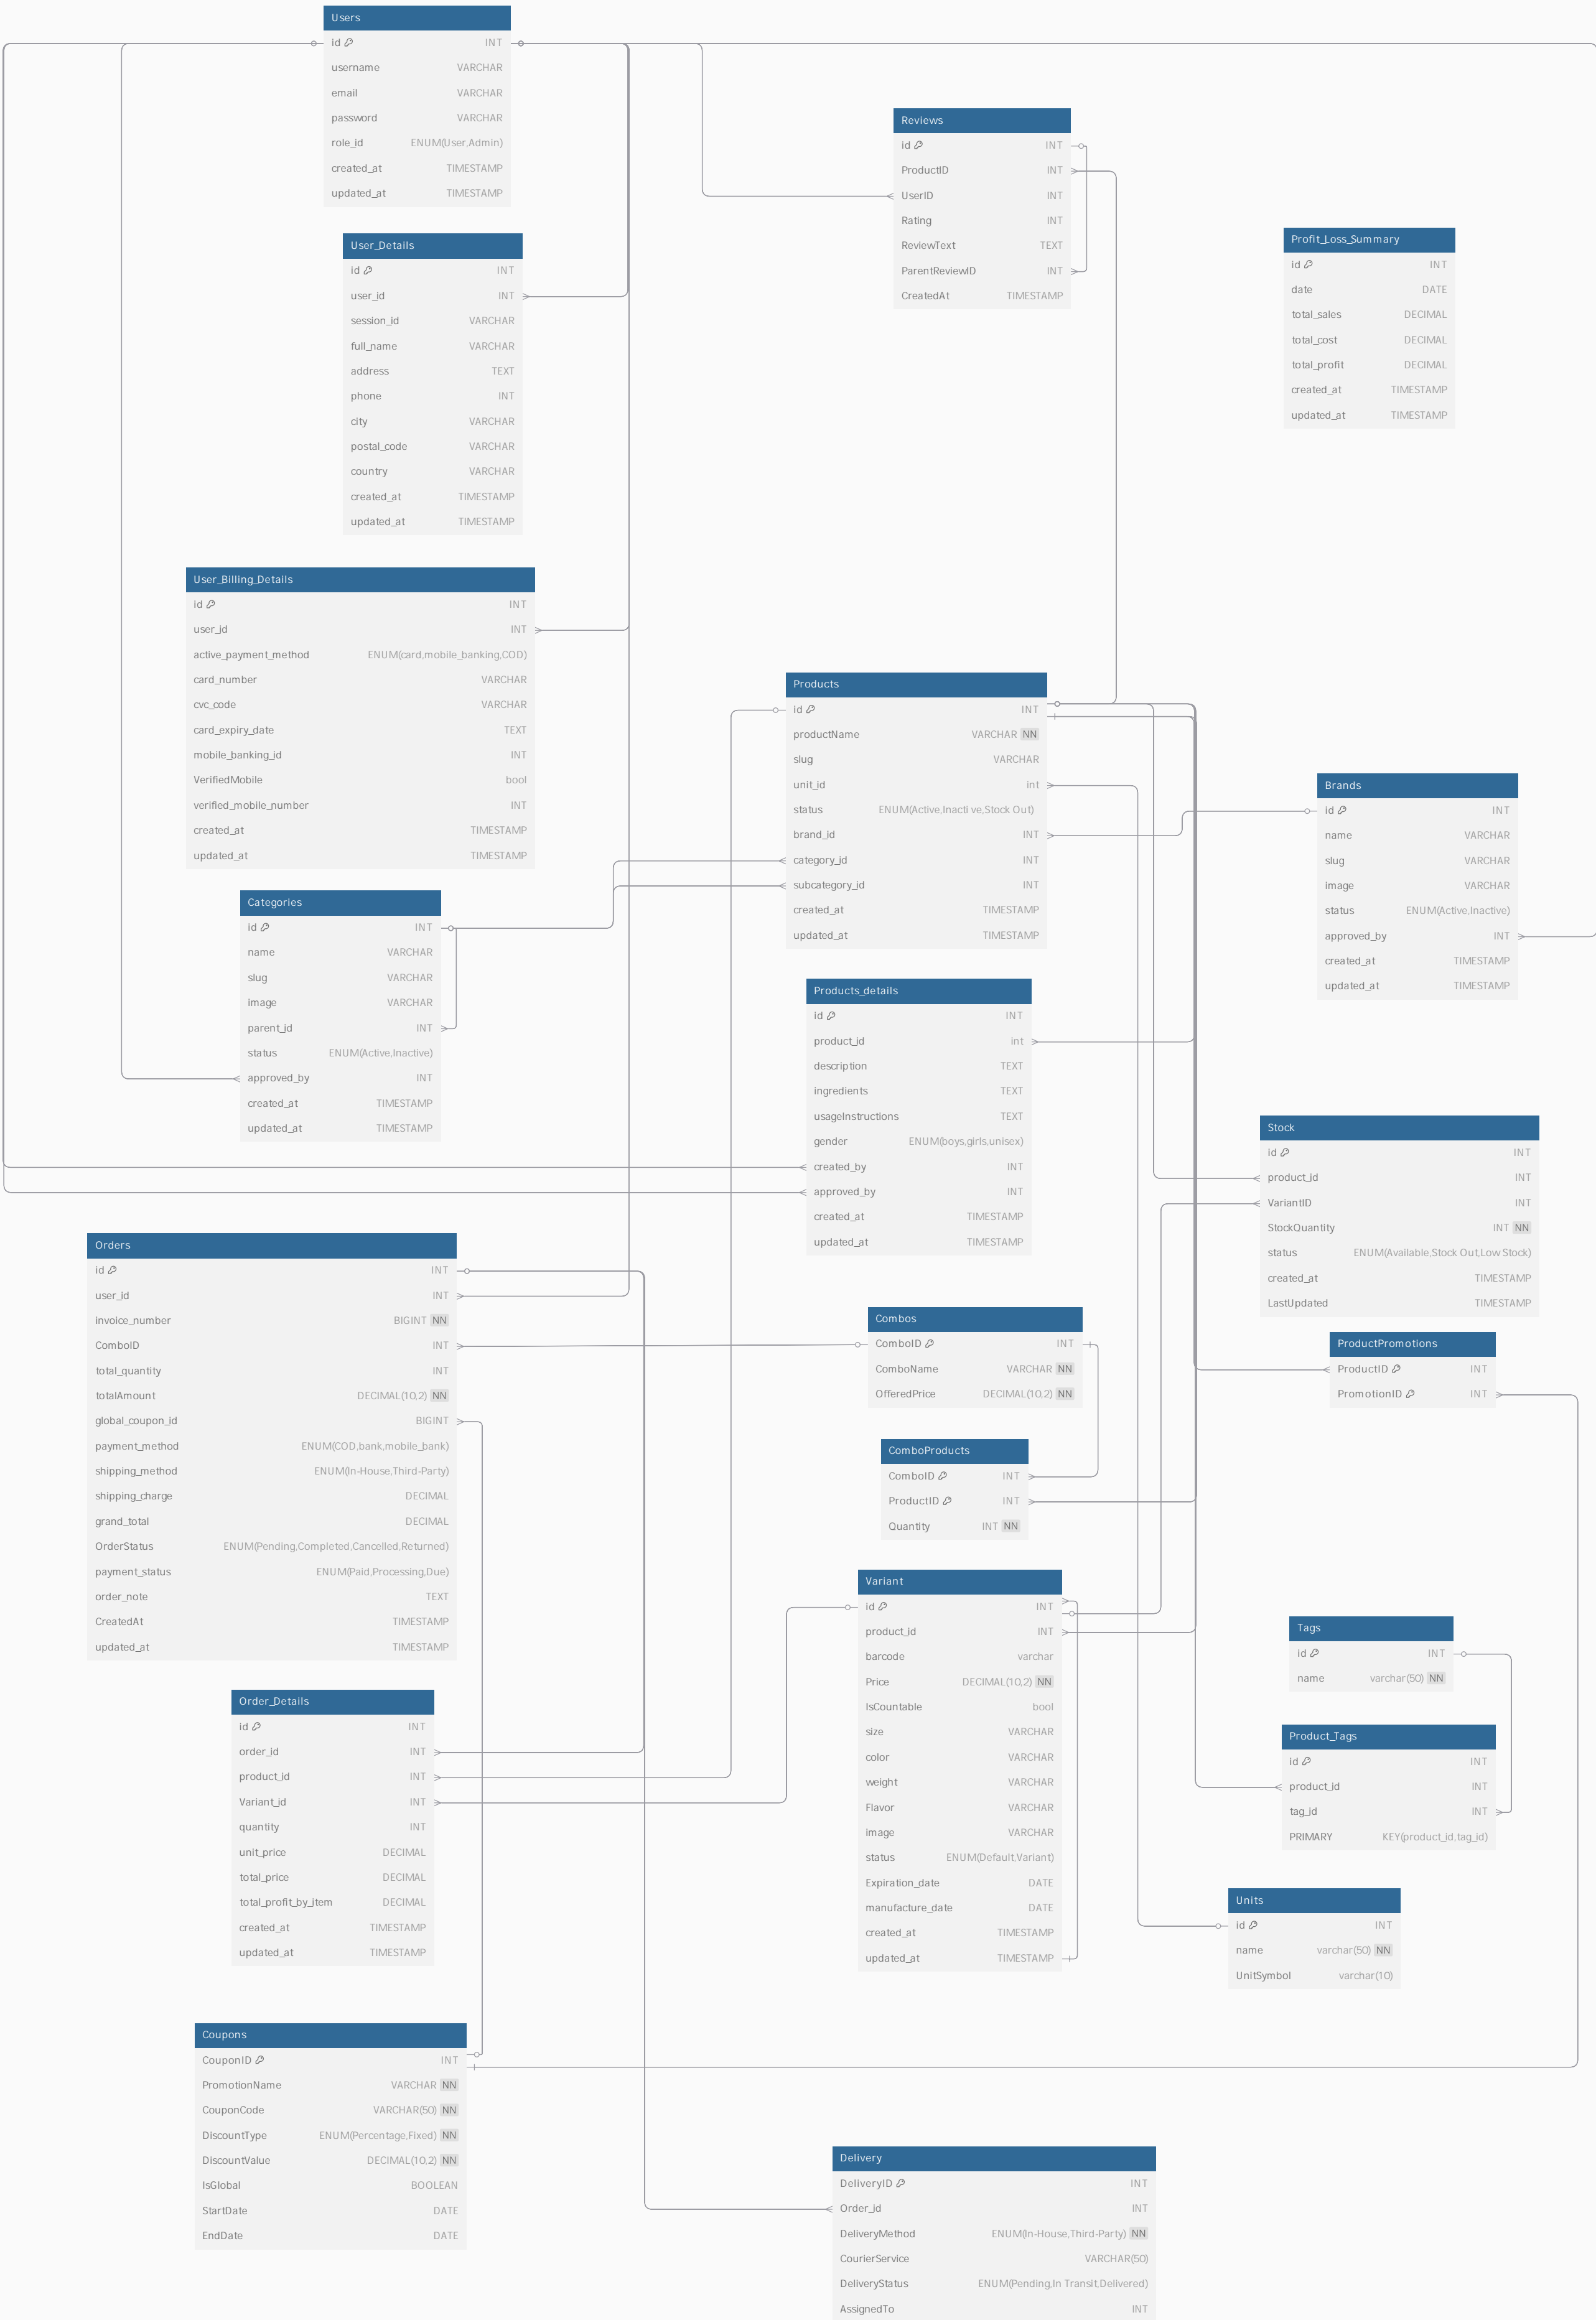 Users
id INT
username VARCHAR
email VARCHAR
password VARCHAR
role_id ENUM(User,Admin)
created_at TIMESTAMP
updated_at TIMESTAMP
User_Details
id INT
user_id INT
session_id VARCHAR
full_name VARCHAR
address TEXT
phone INT
city VARCHAR
postal_code VARCHAR
country VARCHAR
created_at TIMESTAMP
updated_at TIMESTAMP
User_Billing_Details
id INT
user_id INT
active_payment_method ENUM(card,mobile_banking,COD)
card_number VARCHAR
cvc_code VARCHAR
card_expiry_date TEXT
mobile_banking_id INT
VerifiedMobile bool
verified_mobile_number INT
created_at TIMESTAMP
updated_at TIMESTAMP
Categories
id INT
name VARCHAR
slug VARCHAR
image VARCHAR
parent_id INT
status ENUM(Active,Inactive)
approved_by INT
created_at TIMESTAMP
updated_at TIMESTAMP
Orders
id INT
user_id INT
invoice_number BIGINT NN
ComboID INT
total_quantity INT
totalAmount DECIMAL(10,2) NN
global_coupon_id BIGINT
payment_method ENUM(COD,bank,mobile_bank)
shipping_method ENUM(In-House,Third-Party)
shipping_charge DECIMAL
grand_total DECIMAL
OrderStatus ENUM(Pending,Completed,Cancelled,Returned)
payment_status ENUM(Paid,Processing,Due)
order_note TEXT
CreatedAt TIMESTAMP
updated_at TIMESTAMP
Order_Details
id INT
order_id INT
product_id INT
Variant_id INT
quantity INT
unit_price DECIMAL
total_price DECIMAL
total_profit_by_item DECIMAL
created_at TIMESTAMP
updated_at TIMESTAMP
Coupons
CouponID INT
PromotionName VARCHAR NN
CouponCode VARCHAR(50) NN
DiscountType ENUM(Percentage,Fixed) NN
DiscountValue DECIMAL(10,2) NN
IsGlobal BOOLEAN
StartDate DATE
EndDate DATE
Reviews
id INT
ProductID INT
UserID INT
Rating INT
ReviewText TEXT
ParentReviewID INT
CreatedAt TIMESTAMP
Products
id INT
productName VARCHAR NN
slug VARCHAR
unit_id int
status ENUM(Active,Inacti ve,Stock Out)
brand_id INT
category_id INT
subcategory_id INT
created_at TIMESTAMP
updated_at TIMESTAMP
Products_details
id INT
product_id int
description TEXT
ingredients TEXT
usageInstructions TEXT
gender ENUM(boys,girls,unisex)
created_by INT
approved_by INT
created_at TIMESTAMP
updated_at TIMESTAMP
Combos
ComboID INT
ComboName VARCHAR NN
OfferedPrice DECIMAL(10,2) NN
ComboProducts
ComboID INT
ProductID INT
Quantity INT NN
Variant
id INT
product_id INT
barcode varchar
Price DECIMAL(10,2) NN
IsCountable bool
size VARCHAR
color VARCHAR
weight VARCHAR
Flavor VARCHAR
image VARCHAR
status ENUM(Default,Variant)
Expiration_date DATE
manufacture_date DATE
created_at TIMESTAMP
updated_at TIMESTAMP
Delivery
DeliveryID INT
Order_id INT
DeliveryMethod ENUM(In-House,Third-Party) NN
CourierService VARCHAR(50)
DeliveryStatus ENUM(Pending,In Transit,Delivered)
AssignedTo INT
Profit_Loss_Summary
id INT
date DATE
total_sales DECIMAL
total_cost DECIMAL
total_profit DECIMAL
created_at TIMESTAMP
updated_at TIMESTAMP
Brands
id INT
name VARCHAR
slug VARCHAR
image VARCHAR
status ENUM(Active,Inactive)
approved_by INT
created_at TIMESTAMP
updated_at TIMESTAMP
Stock
id INT
product_id INT
VariantID INT
StockQuantity INT NN
status ENUM(Available,Stock Out,Low Stock)
created_at TIMESTAMP
LastUpdated TIMESTAMP
ProductPromotions
ProductID INT
PromotionID INT
Tags
id INT
name varchar(50) NN
Product_Tags
id INT
product_id INT
tag_id INT
PRIMARY KEY(product_id,tag_id)
Units
id INT
name varchar(50) NN
UnitSymbol varchar(10)